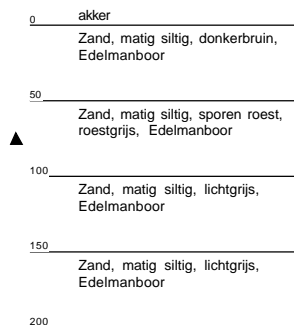 0 akker
Zand, matig siltig, donkerbruin,
Edelmanboor
50
Zand, matig siltig, sporen roest,
roestgrijs, Edelmanboor
100
Zand, matig siltig, lichtgrijs,
Edelmanboor
150
Zand, matig siltig, lichtgrijs,
Edelmanboor
200